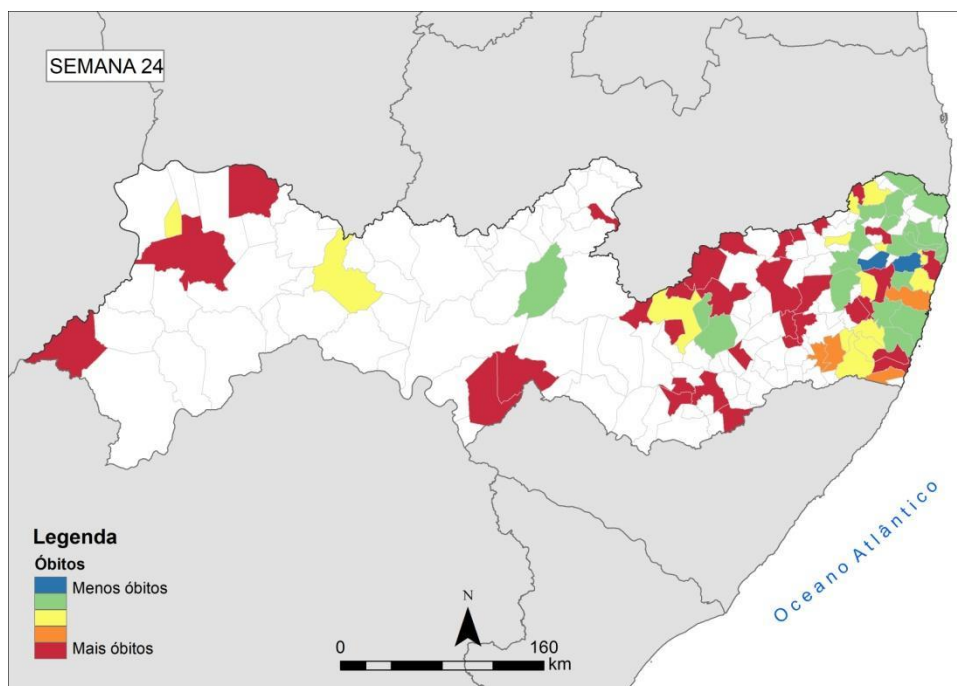 SEMANA 24
Legenda
Óbitos
Menos óbitos
Mais óbitos
N
0 160
km
Oceano Atlântico